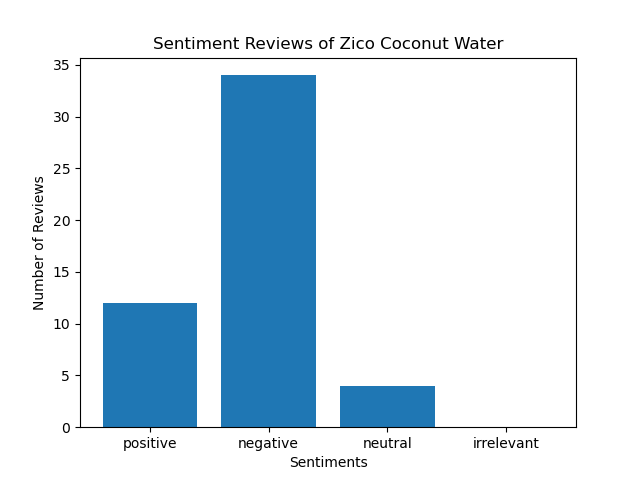 Sentiment Reviews of Zico Coconut Water
Number of Reviews
35
30
25
20
15
10
5
0
positive negative neutral irrelevant
Sentiments